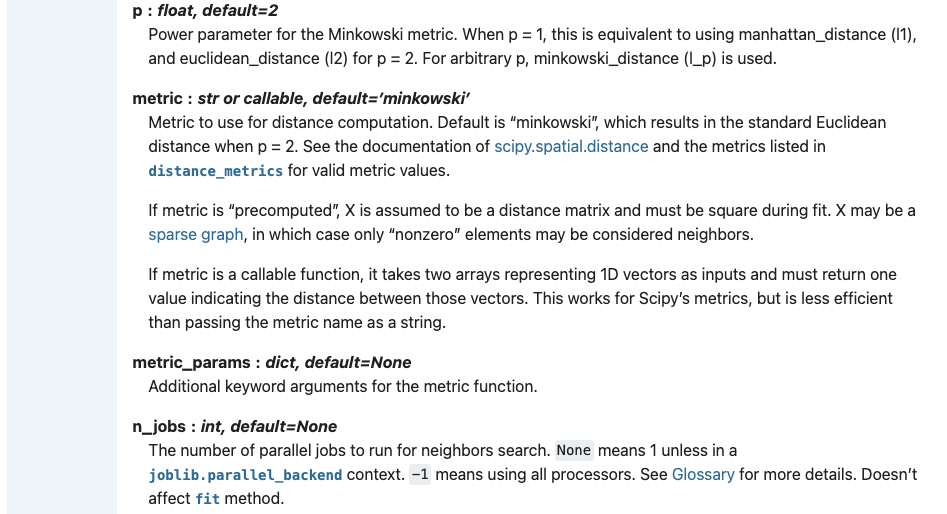 p : float, default=2
Power parameter for the Minkowski metric. When p = 1, this is equivalent to using manhattan_distance (l1),
and euclidean_distance (l2) for p = 2. For arbitrary p, minkowski_distance (l_p) is used.
metric : str or callable, default=’minkowski’
Metric to use for distance computation. Default is “minkowski”, which results in the standard Euclidean
distance when p = 2. See the documentation of scipy.spatial.distance and the metrics listed in
distance_metrics for valid metric values.
If metric is “precomputed”, X is assumed to be a distance matrix and must be square during fit. X may be a
sparse graph, in which case only “nonzero” elements may be considered neighbors.
If metric is a callable function, it takes two arrays representing 1D vectors as inputs and must return one
value indicating the distance between those vectors. This works for Scipy’s metrics, but is less efficient
than passing the metric name as a string.
metric_params : dict, default=None
Additional keyword arguments for the metric function.
n_jobs : int, default=None
The number of parallel jobs to run for neighbors search. None means 1 unless in a
joblib.parallel_backend context. -1 means using all processors. See Glossary for more details. Doesn’t
affect fit method.